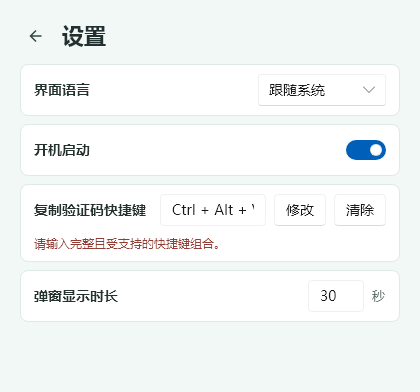 设置
界面语言 跟随系统
开机启动
复制验证码快捷键 Ctrl + Alt + 修改 清除
请输入完整且受支持的快捷键组合。
弹窗显示时长 30 秒